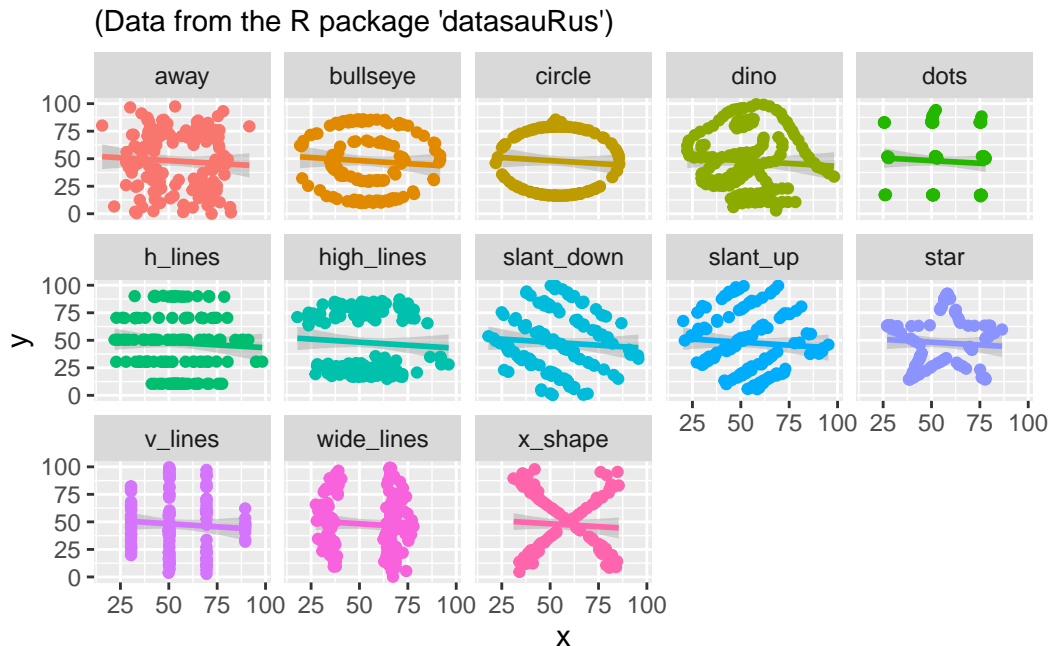 (Data from the R package 'datasauRus')
away bullseye circle dino dots
100
75
50
25
0
h_lines high_lines slant_down slant_up star
100
75
50
25
0
25 50 75 100 25 50 75 100
v_lines wide_lines x_shape
100
75
50
25
0
25 50 75 100 25 50 75 100 25 50 75 100
x
y